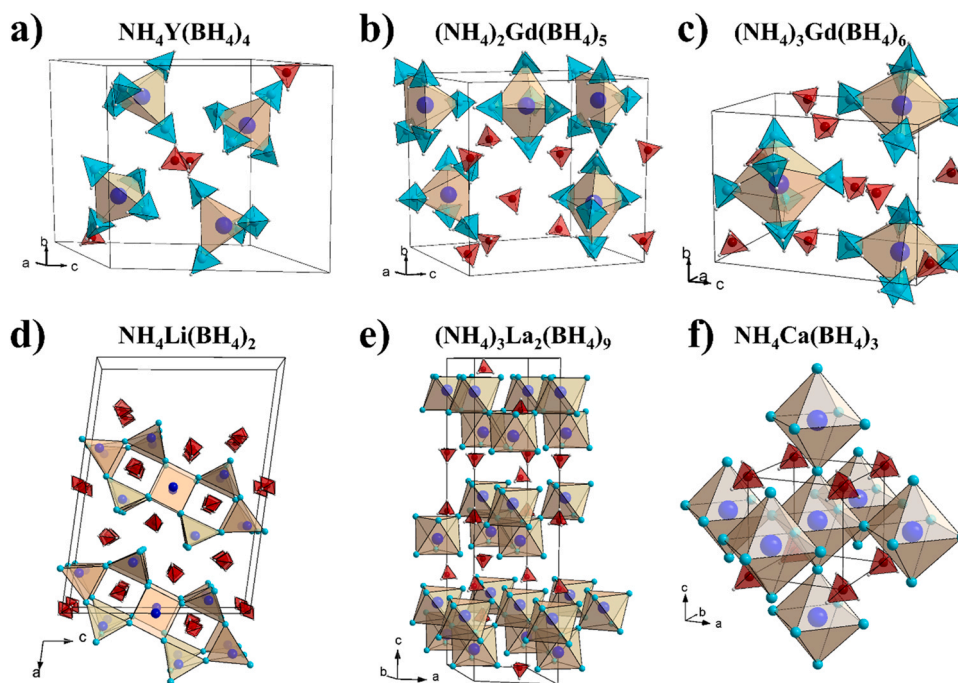 a) NH₄Y(BH₄)₄
b) (NH₄)₂Gd(BH₄)₅
c) (NH₄)₃Gd(BH₄)₆
b
a c
b
a c
b
a
c
d) NH₄Li(BH₄)₂
e) (NH₄)₃La₂(BH₄)₉
f) NH₄Ca(BH₄)₃
c
a
c
b
a
c
b
a